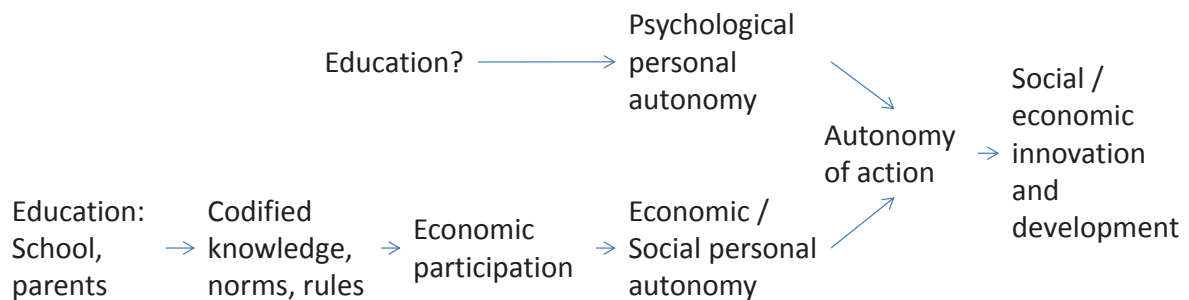 Education?
Psychological
personal
autonomy
Education:
School,
parents
Codified
knowledge,
norms, rules
Economic
participation
Economic /
Social personal
autonomy
Autonomy
of action
Social /
economic
innovation
and
development